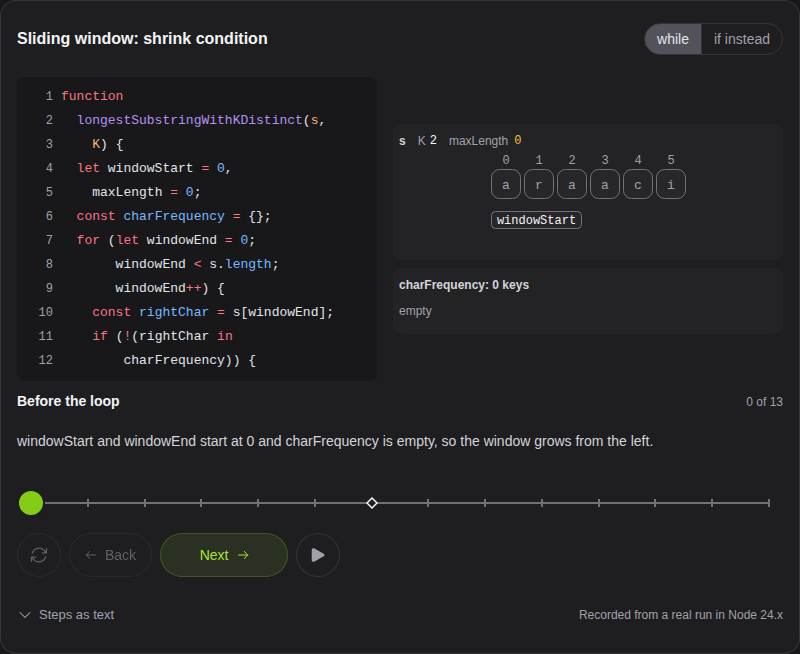 Sliding window: shrink condition
while if instead
1 function
2 longestSubstringWithKDistinct(s,
3 K) {
4 let windowStart = 0,
5 maxLength = 0;
6 const charFrequency = {};
7 for (let windowEnd = 0;
8 windowEnd < s.length;
9 windowEnd++) {
10 const rightChar = s[windowEnd];
11 if (!(rightChar in
12 charFrequency)) {
s K 2 maxLength 0
0 1 2 3 4 5
a r a a c i
windowStart
charFrequency: 0 keys
empty
Before the loop
0 of 13
windowStart and windowEnd start at 0 and charFrequency is empty, so the window grows from the left.
← Back
Next →
Steps as text
Recorded from a real run in Node 24.x